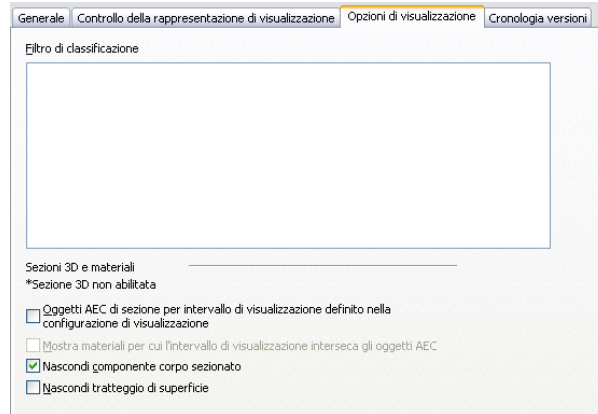 Generale Controllo della rappresentazione di visualizzazione Opzioni di visualizzazione Cronologia versioni
Filtro di classificazione
Sezioni 3D e materiali
*Sezione 3D non abilitata
Oggetti AEC di sezione per intervallo di visualizzazione definito nella
configurazione di visualizzazione
Mostra materiali per cui l'intervallo di visualizzazione interseca gli oggetti AEC
Nascondi componente corpo sezionato
Nascondi tratteggio di superficie